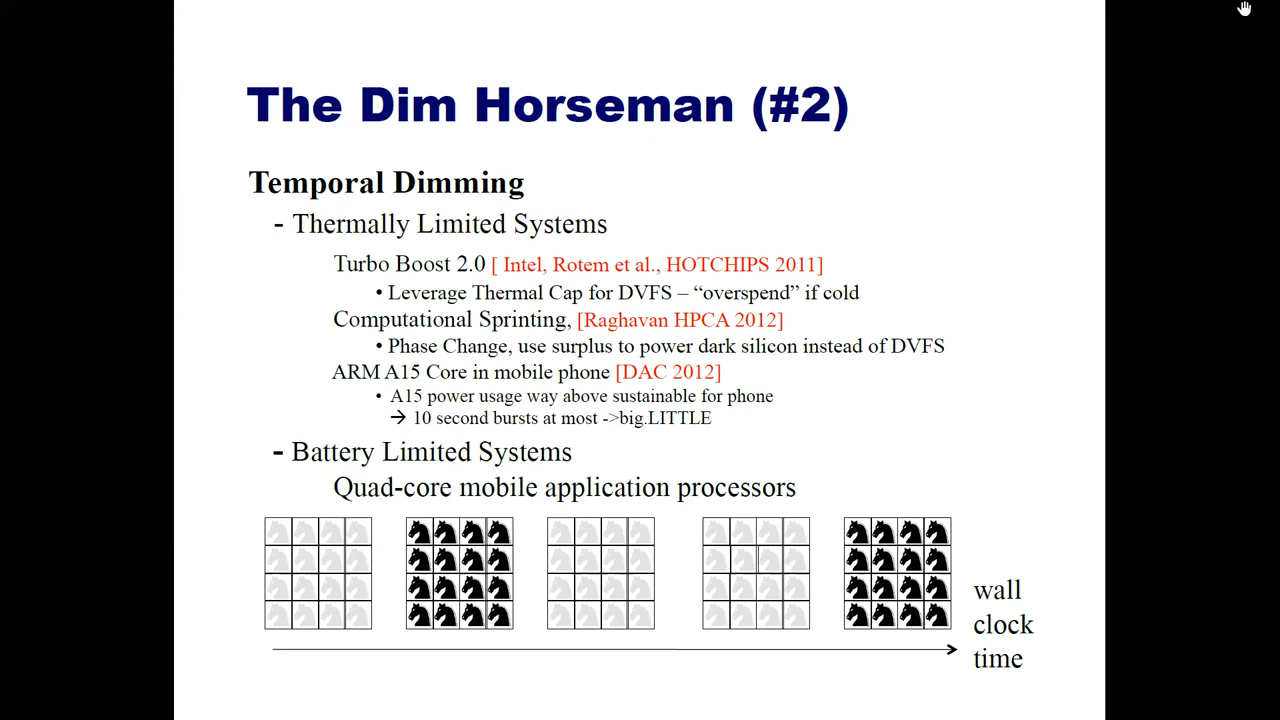 The Dim Horseman (#2)
Temporal Dimming
- Thermally Limited Systems
Turbo Boost 2.0 [ Intel, Rotem et al., HOTCHIPS 2011]
• Leverage Thermal Cap for DVFS – “overspend” if cold
Computational Sprinting, [Raghavan HPCA 2012]
• Phase Change, use surplus to power dark silicon instead of DVFS
ARM A15 Core in mobile phone [DAC 2012]
• A15 power usage way above sustainable for phone
→ 10 second bursts at most ->big.LITTLE
- Battery Limited Systems
Quad-core mobile application processors
wall
clock
time